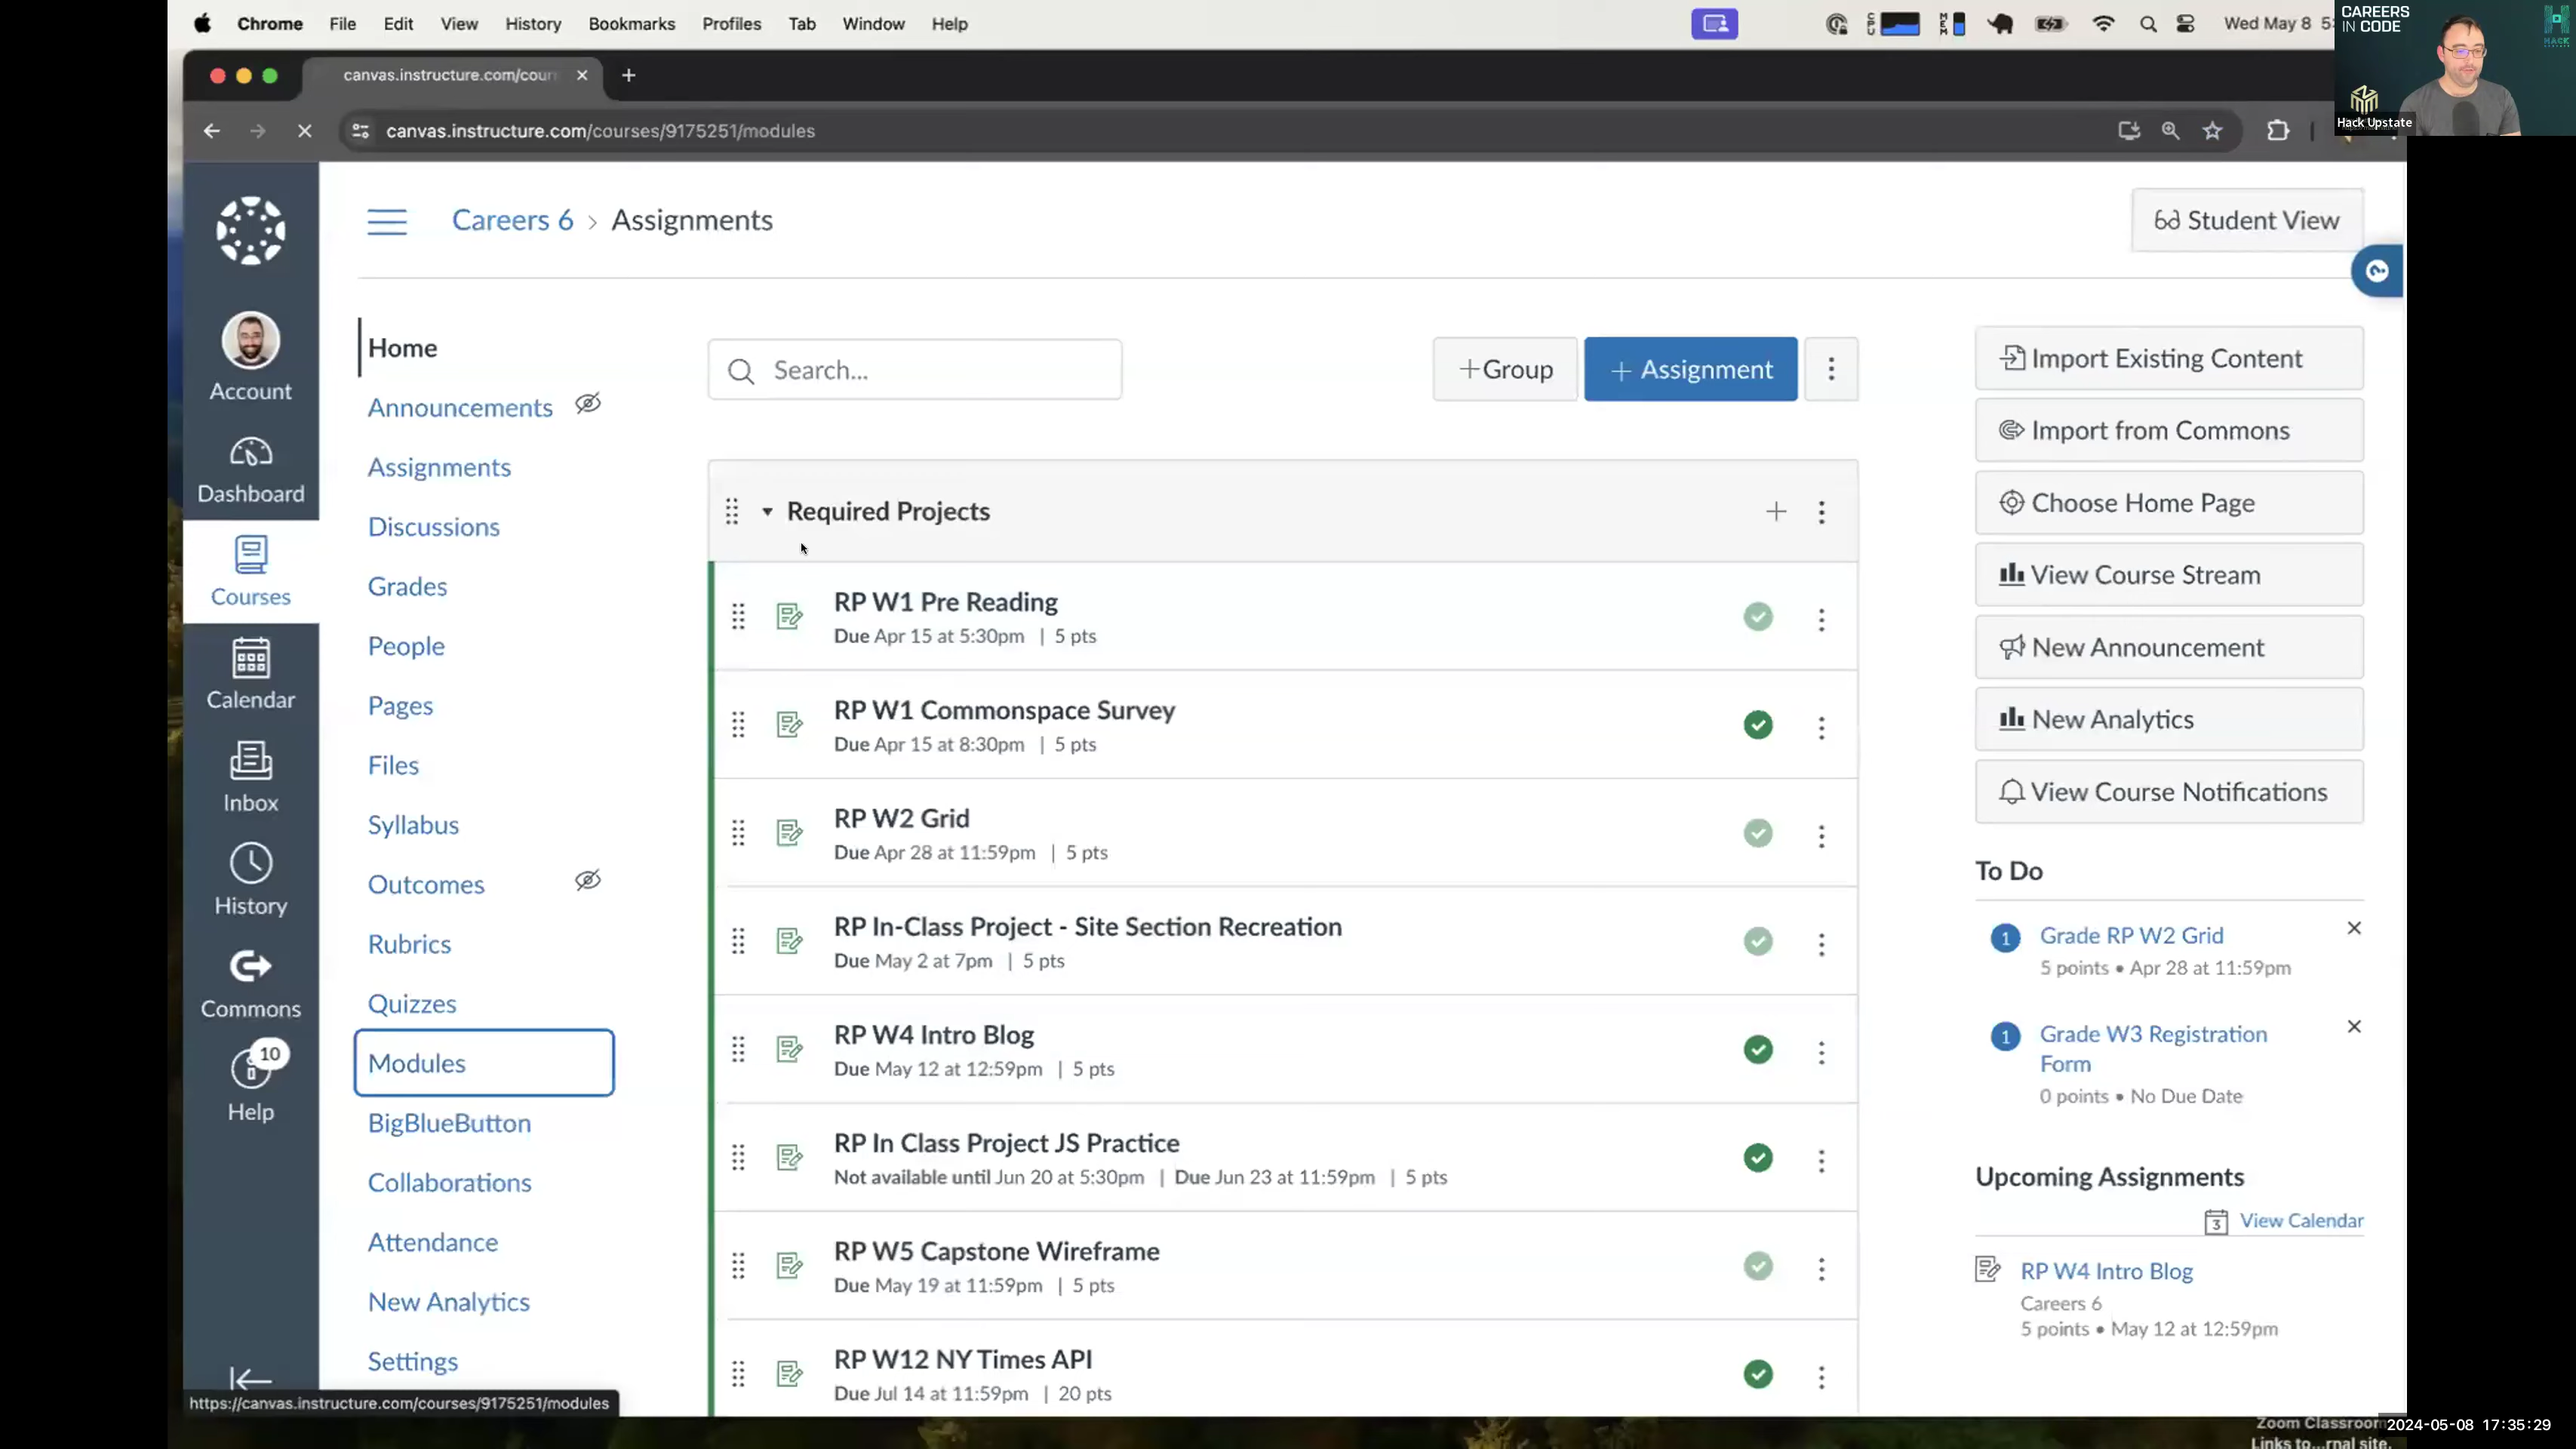 Chrome File Edit View History Bookmarks Profiles Tab Window Help
Wed May 8 5:
CAREERS
IN CODE
HACK
Hack Upstate
canvas.instructure.com/cour
canvas.instructure.com/courses/9175251/modules
Careers 6 > Assignments
Student View
Account
Dashboard
Courses
Calendar
Inbox
History
Commons
10
Help
Home
Announcements
Assignments
Discussions
Grades
People
Pages
Files
Syllabus
Outcomes
Rubrics
Quizzes
Modules
BigBlueButton
Collaborations
Attendance
New Analytics
Settings
https://canvas.instructure.com/courses/9175251/modules
Search...
+Group
+ Assignment
Required Projects
RP W1 Pre Reading
Due Apr 15 at 5:30pm | 5 pts
RP W1 Commonspace Survey
Due Apr 15 at 8:30pm | 5 pts
RP W2 Grid
Due Apr 28 at 11:59pm | 5 pts
RP In-Class Project - Site Section Recreation
Due May 2 at 7pm | 5 pts
RP W4 Intro Blog
Due May 12 at 12:59pm | 5 pts
RP In Class Project JS Practice
Not available until Jun 20 at 5:30pm | Due Jun 23 at 11:59pm | 5 pts
RP W5 Capstone Wireframe
Due May 19 at 11:59pm | 5 pts
RP W12 NY Times API
Due Jul 14 at 11:59pm | 20 pts
Import Existing Content
Import from Commons
Choose Home Page
View Course Stream
New Announcement
New Analytics
View Course Notifications
To Do
1 Grade RP W2 Grid
5 points • Apr 28 at 11:59pm
1 Grade W3 Registration
Form
0 points • No Due Date
Upcoming Assignments
3 View Calendar
RP W4 Intro Blog
Careers 6
5 points • May 12 at 12:59pm
Zoom Classroom
Links to...rnal site.
2024-05-08 17:35:29